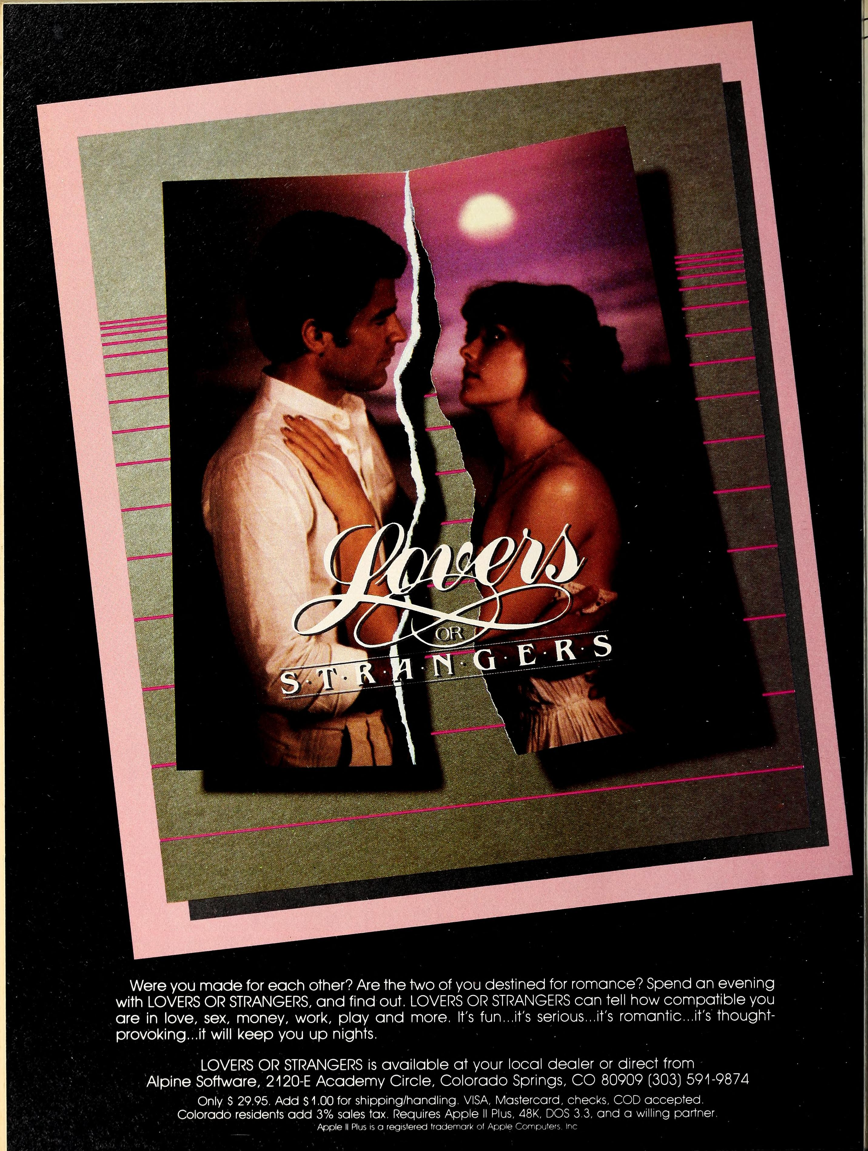 Lovers
OR
S·T·R·A·N·G·E·R·S
Were you made for each other? Are the two of you destined for romance? Spend an evening
with LOVERS OR STRANGERS, and find out. LOVERS OR STRANGERS can tell how compatible you
are in love, sex, money, work, play and more. It's fun...it's serious...it's romantic...it's thought-
provoking...it will keep you up nights.
LOVERS OR STRANGERS is available at your local dealer or direct from
Alpine Software, 2120-E Academy Circle, Colorado Springs, CO 80909 (303) 591-9874
Only $ 29.95. Add $1.00 for shipping/handling. VISA, Mastercard, checks, COD accepted.
Colorado residents add 3% sales tax. Requires Apple II Plus, 48K, DOS 3.3, and a willing partner.
Apple II Plus is a registered trademark of Apple Computers, Inc